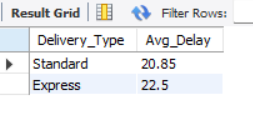 Result Grid Filter Rows:
Delivery_Type Avg_Delay
Standard 20.85
Express 22.5